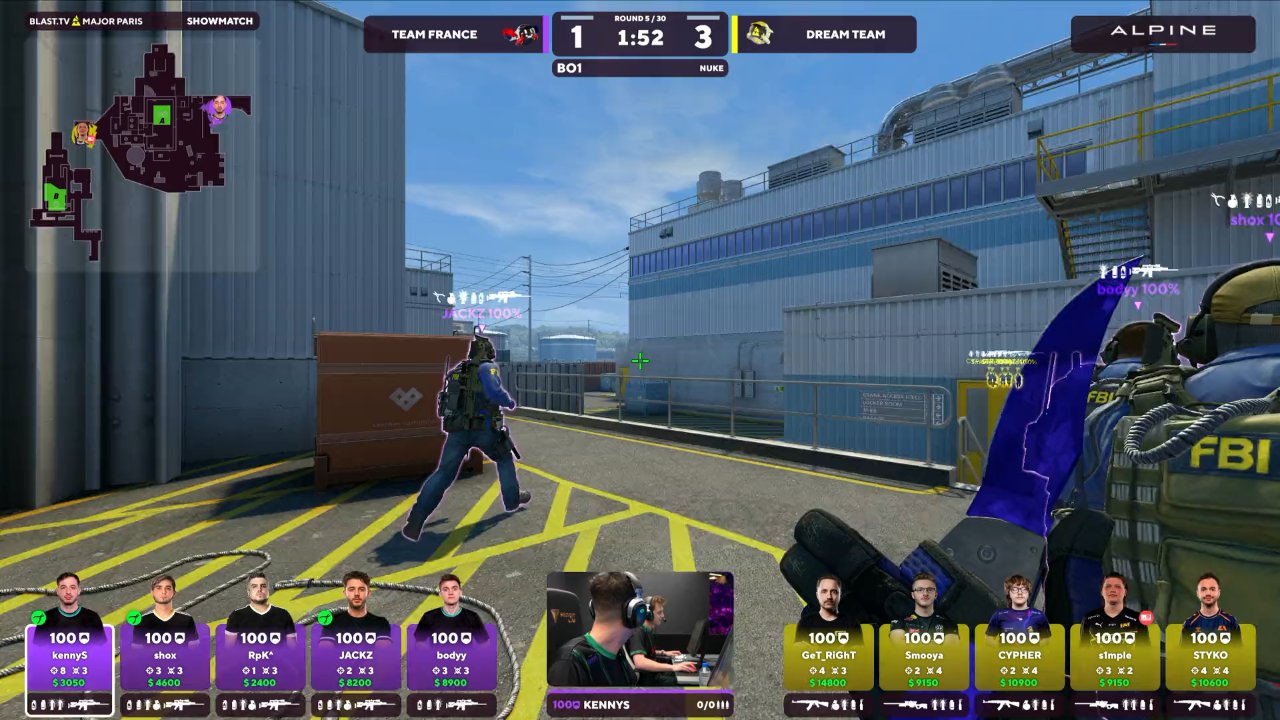 BLAST.TV MAJOR PARIS SHOWMATCH
TEAM FRANCE
1
ROUND 5 / 30
1:52
3
DREAM TEAM
BO1 NUKE
ALPINE
A
B
shox 10
bodyy 100%
JACKZ 100%
LOCKER ROOM
FBI
FBI
100 100 100 100 100
kennyS shox RpK^ JACKZ bodyy
8 3 3 3 1 3 2 3 3 3
$3050 $4600 $2400 $8200 $8900
100 KENNYS 0/0
100 100 100 100 100
GeT_RiGhT Smooya CYPHER s1mple STYKO
4 3 2 4 2 4 3 2 4 4
$14800 $9150 $10900 $9150 $10600